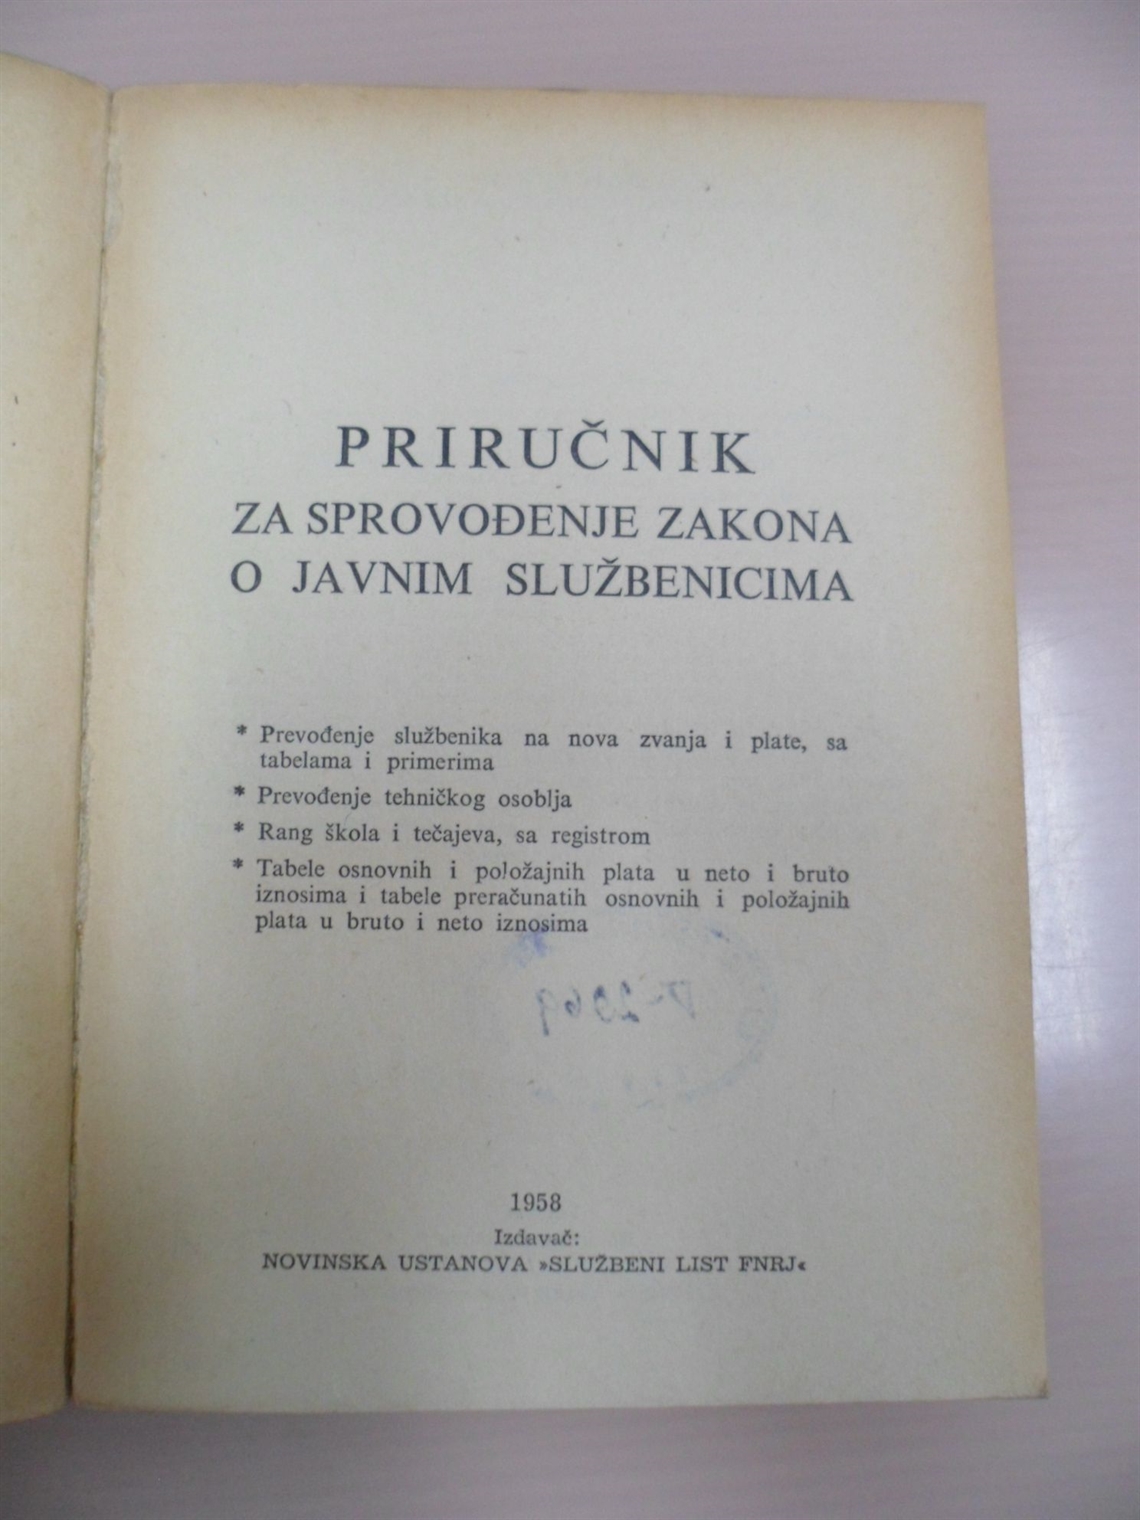 PRIRUČNIK
ZA SPROVOĐENJE ZAKONA
O JAVNIM SLUŽBENICIMA
* Prevođenje službenika na nova zvanja i plate, sa
tabelama i primerima
* Prevođenje tehničkog osoblja
* Rang škola i tečajeva, sa registrom
* Tabele osnovnih i položajnih plata u neto i bruto
iznosima i tabele preračunatih osnovnih i položajnih
plata u bruto i neto iznosima
1958
Izdavač:
NOVINSKA USTANOVA »SLUŽBENI LIST FNRJ«